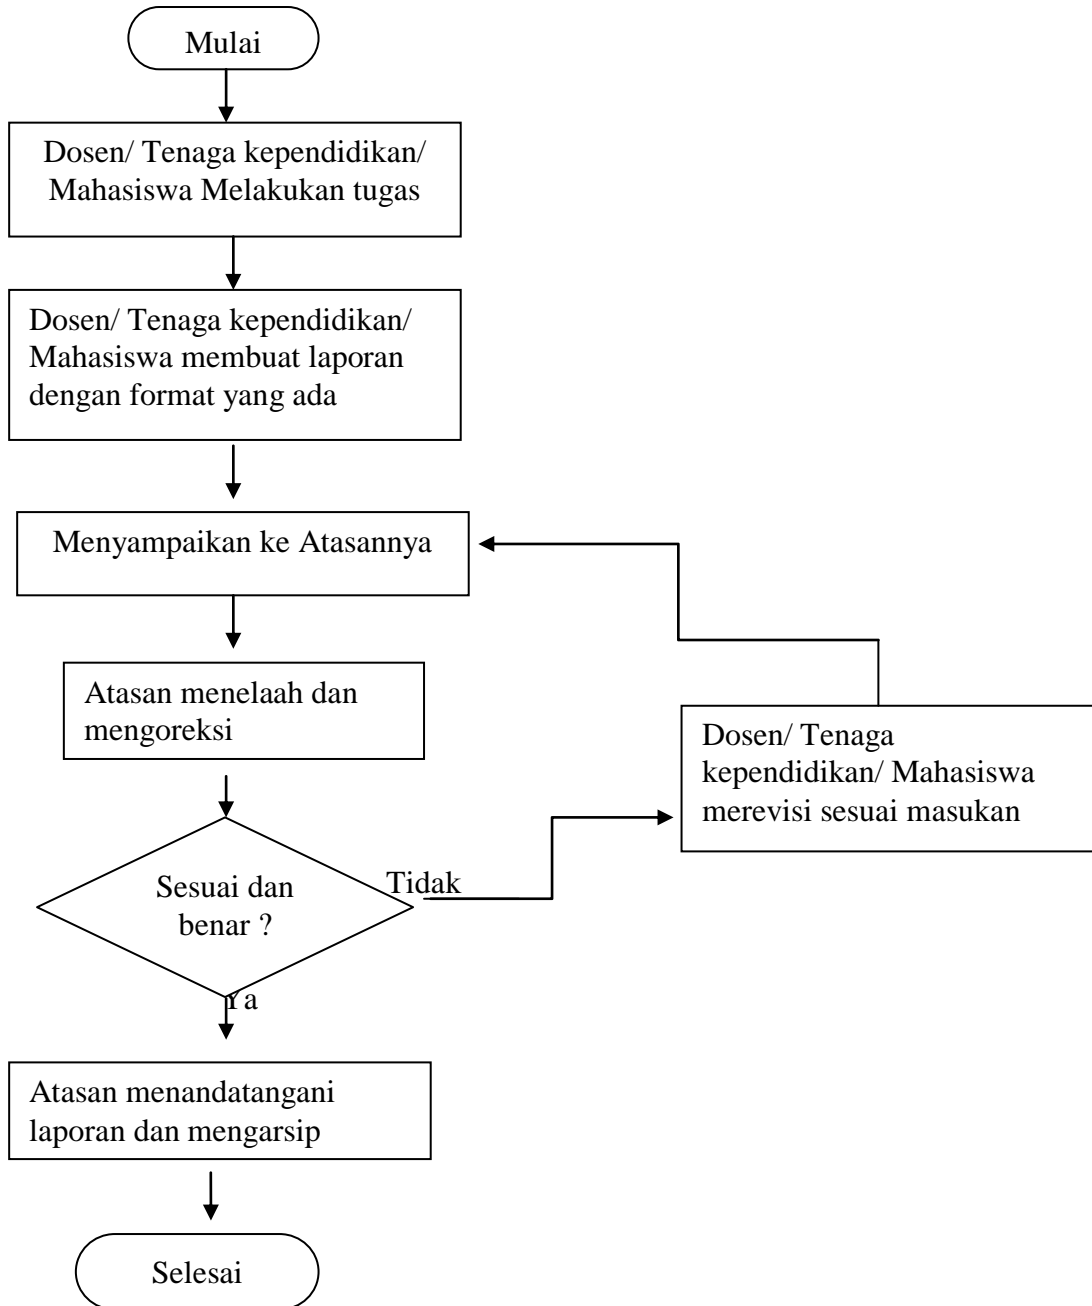 Mulai
Dosen/ Tenaga kependidikan/
Mahasiswa Melakukan tugas
Dosen/ Tenaga kependidikan/
Mahasiswa membuat laporan
dengan format yang ada
Menyampaikan ke Atasannya
Atasan menelaah dan
mengoreksi
Dosen/ Tenaga
kependidikan/ Mahasiswa
merevisi sesuai masukan
Sesuai dan
benar ?
Tidak
Ya
Atasan menandatangani
laporan dan mengarsip
Selesai